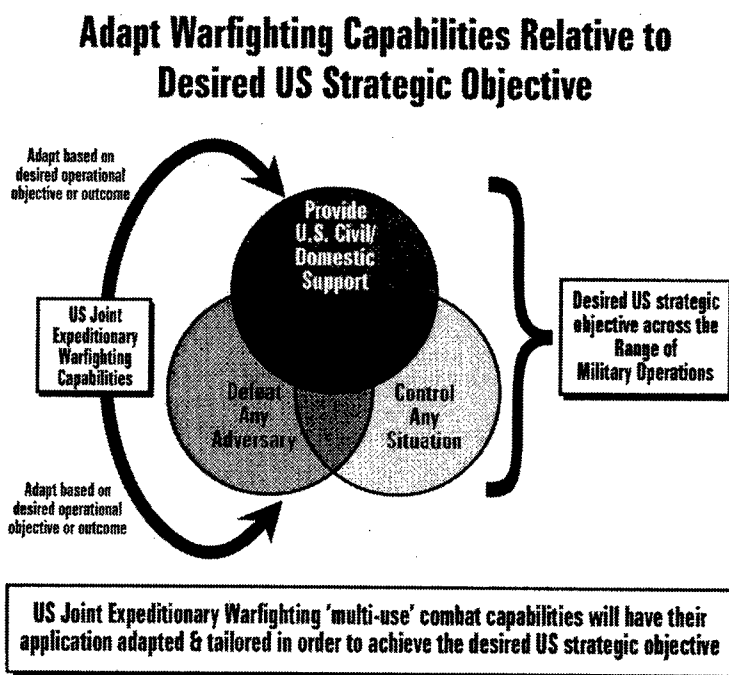 Adapt Warfighting Capabilities Relative to
Desired US Strategic Objective
Adapt based on
desired operational
objective or outcome
Provide
U.S. Civil/
Domestic
Support
US Joint
Expeditionary
Warfighting
Capabilities
Desired US strategic
objective across the
Range of
Military Operations
Defeat
Any
Adversary
Control
Any
Situation
Adapt based on
desired operational
objective or outcome
US Joint Expeditionary Warfighting 'multi-use' combat capabilities will have their
application adapted & tailored in order to achieve the desired US strategic objective